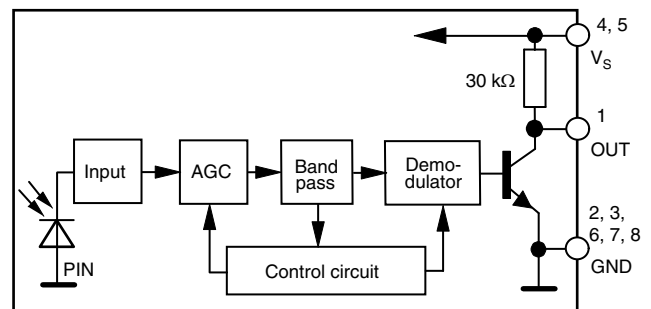 4, 5
V_S
30 kΩ
1
OUT
Input
AGC
Band
pass
Demo-
dulator
2, 3,
6, 7, 8
GND
PIN
Control circuit